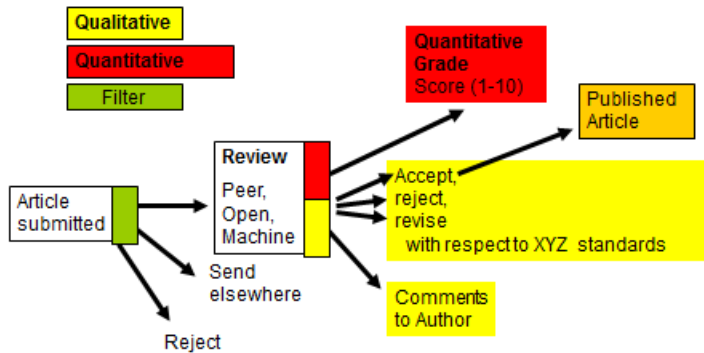 Qualitative
Quantitative
Filter
Quantitative
Grade
Score (1-10)
Published
Article
Review
Peer,
Open,
Machine
Accept,
reject,
revise
with respect to XYZ standards
Article
submitted
Send
elsewhere
Comments
to Author
Reject